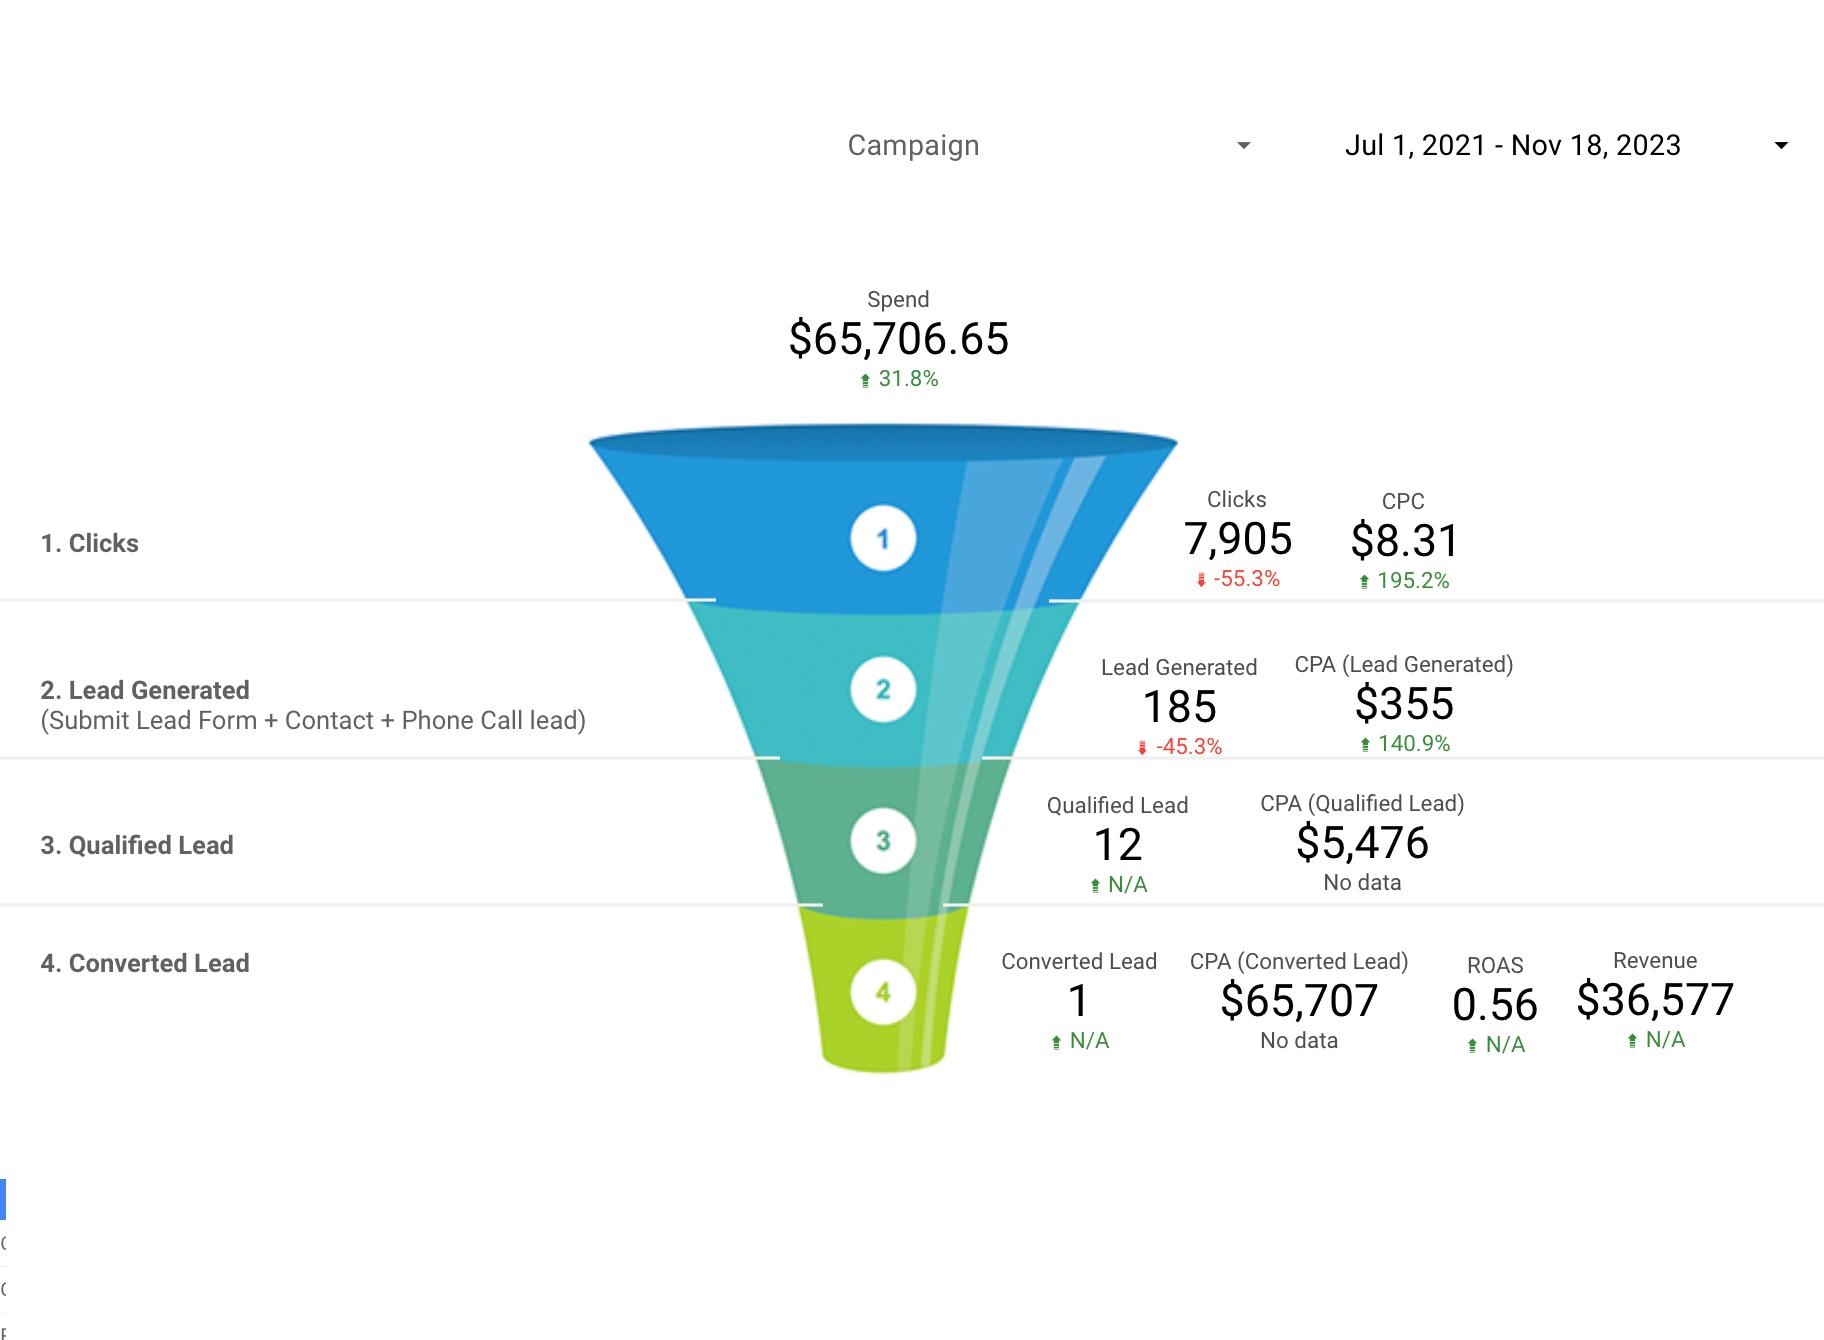 Campaign
Jul 1, 2021 - Nov 18, 2023
Spend
$65,706.65
31.8%
1. Clicks
1
Clicks
7,905
-55.3%
CPC
$8.31
195.2%
2. Lead Generated
(Submit Lead Form + Contact + Phone Call lead)
2
Lead Generated
185
-45.3%
CPA (Lead Generated)
$355
140.9%
3. Qualified Lead
3
Qualified Lead
12
N/A
CPA (Qualified Lead)
$5,476
No data
4. Converted Lead
4
Converted Lead
1
N/A
CPA (Converted Lead)
$65,707
No data
ROAS
0.56
N/A
Revenue
$36,577
N/A